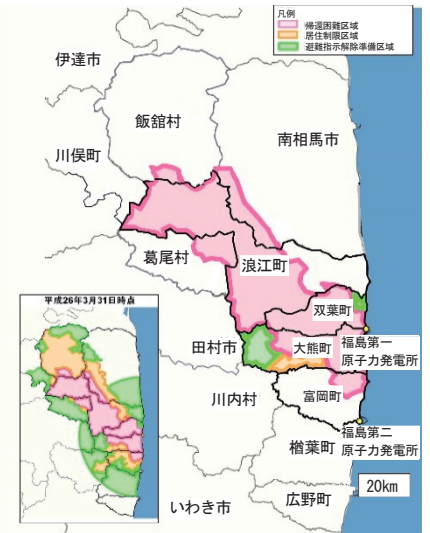 凡例
帰還困難区域
居住制限区域
避難指示解除準備区域
伊達市
飯舘村
南相馬市
川俣町
葛尾村
浪江町
平成26年3月31日時点
双葉町
田村市
大熊町
福島第一
原子力発電所
川内村
富岡町
福島第二
原子力発電所
楢葉町
いわき市
広野町
20km